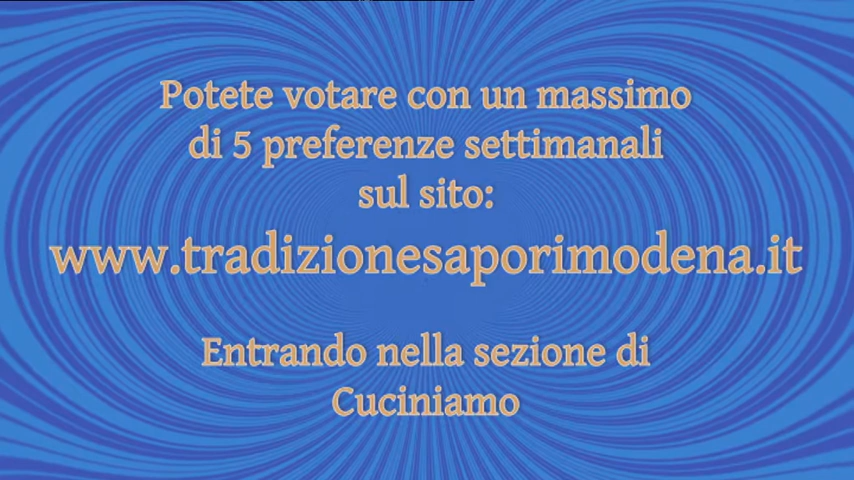 Potete votare con un massimo
di 5 preferenze settimanali
sul sito:
www.tradizionesaporimodena.it
Entrando nella sezione di
Cuciniamo